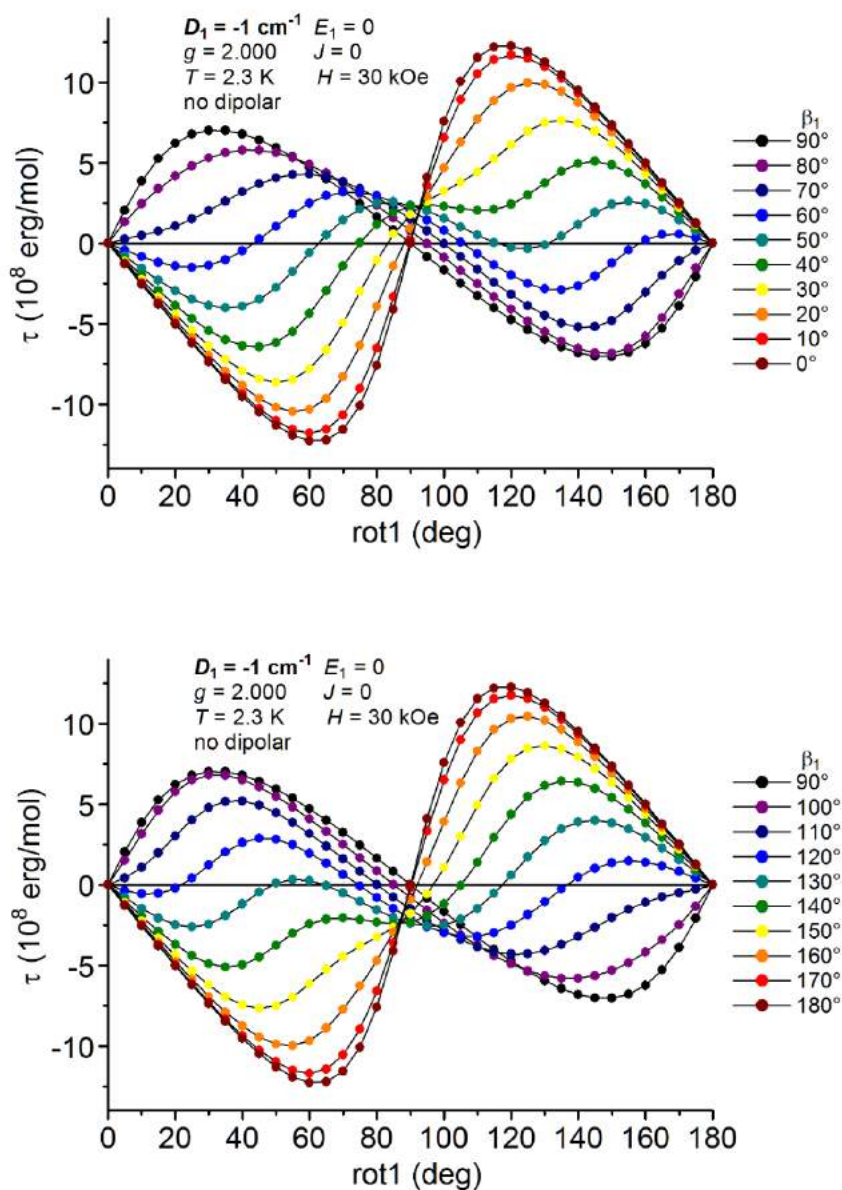 D₁ = -1 cm⁻¹ E₁ = 0
g = 2.000 J = 0
T = 2.3 K H = 30 kOe
no dipolar
10
5
0
-5
-10
τ (10⁸ erg/mol)
0 20 40 60 80 100 120 140 160 180
rot1 (deg)
β₁
90°
80°
70°
60°
50°
40°
30°
20°
10°
0°
D₁ = -1 cm⁻¹ E₁ = 0
g = 2.000 J = 0
T = 2.3 K H = 30 kOe
no dipolar
10
5
0
-5
-10
τ (10⁸ erg/mol)
0 20 40 60 80 100 120 140 160 180
rot1 (deg)
β₁
90°
100°
110°
120°
130°
140°
150°
160°
170°
180°